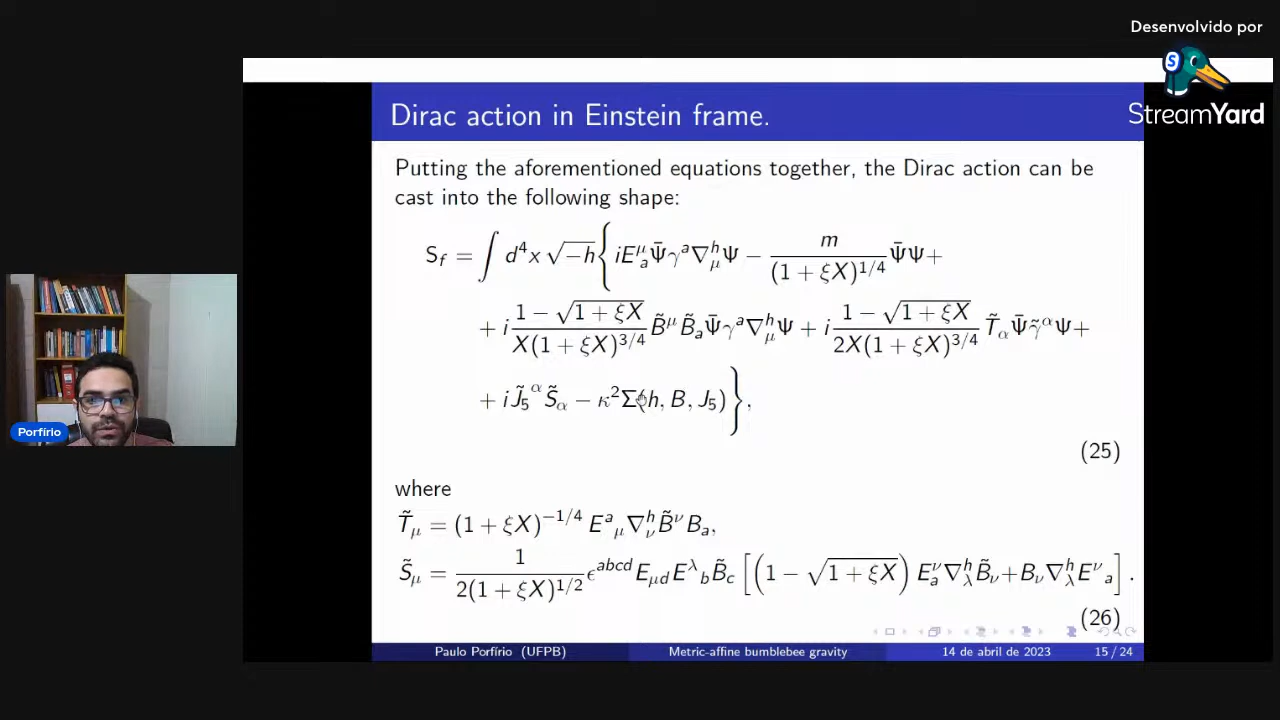 Desenvolvido por
StreamYard
Dirac action in Einstein frame.
Putting the aforementioned equations together, the Dirac action can be
cast into the following shape:
S_f = ∫ d⁴x √−h { iE^μ_a Ψ̄γ^a∇^h_μΨ − m/(1 + ξX)^{1/4} Ψ̄Ψ+
+ i (1 − √(1 + ξX))/(X(1 + ξX)^{3/4}) B̃^μ B̃_a Ψ̄γ^a∇^h_μΨ + i (1 − √(1 + ξX))/(2X(1 + ξX)^{3/4}) T̃_α Ψ̄γ̃^αΨ+
+ iJ̃_5^α S̃_α − κ²Σ(h, B, J_5) },
(25)
where
T̃_μ = (1 + ξX)^{−1/4} E^a_μ ∇^h_ν B̃^ν B_a,
S̃_μ = 1/(2(1 + ξX)^{1/2}) ϵ^{abcd} E_{μd} E^λ_b B̃_c [ (1 − √(1 + ξX)) E^ν_a ∇^h_λ B̃_ν + B_ν ∇^h_λ E^ν_a ] .
(26)
Porfírio
Paulo Porfírio (UFPB) Metric-affine bumblebee gravity 14 de abril de 2023 15 / 24